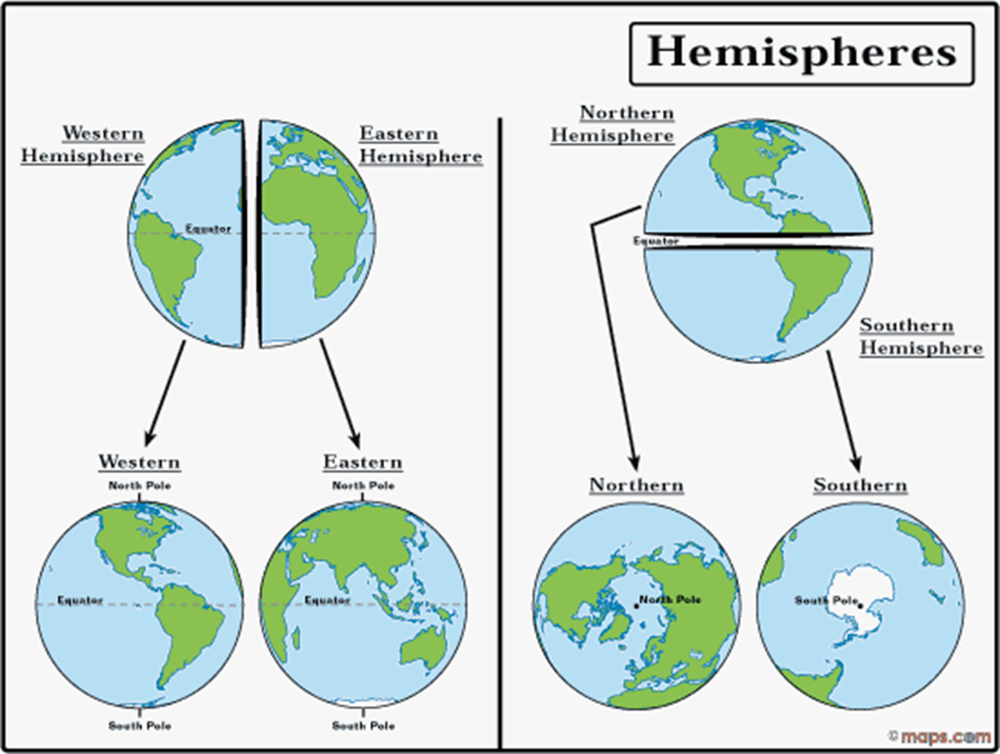 Hemispheres
Western
Hemisphere
Eastern
Hemisphere
Equator
Western
North Pole
Equator
South Pole
Eastern
North Pole
Equator
South Pole
Northern
Hemisphere
Equator
Southern
Hemisphere
Northern
North Pole
Southern
South Pole
© maps.com